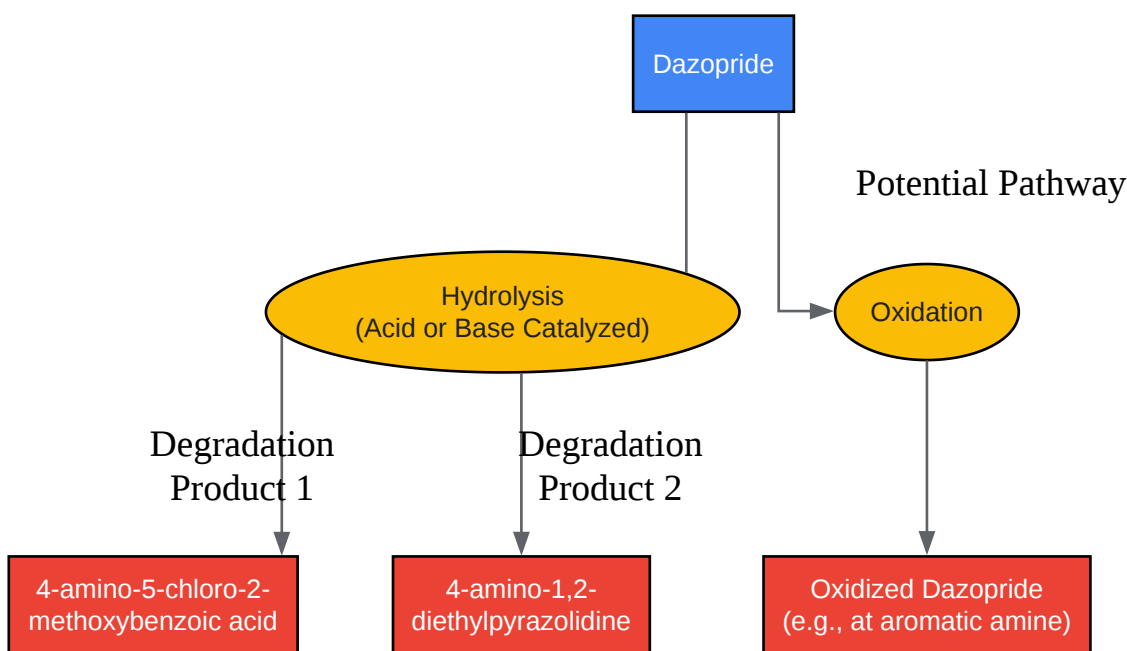 Dazopride
Potential Pathway
Hydrolysis
(Acid or Base Catalyzed)
Oxidation
Degradation
Product 1
Degradation
Product 2
4-amino-5-chloro-2-
methoxybenzoic acid
4-amino-1,2-
diethylpyrazolidine
Oxidized Dazopride
(e.g., at aromatic amine)